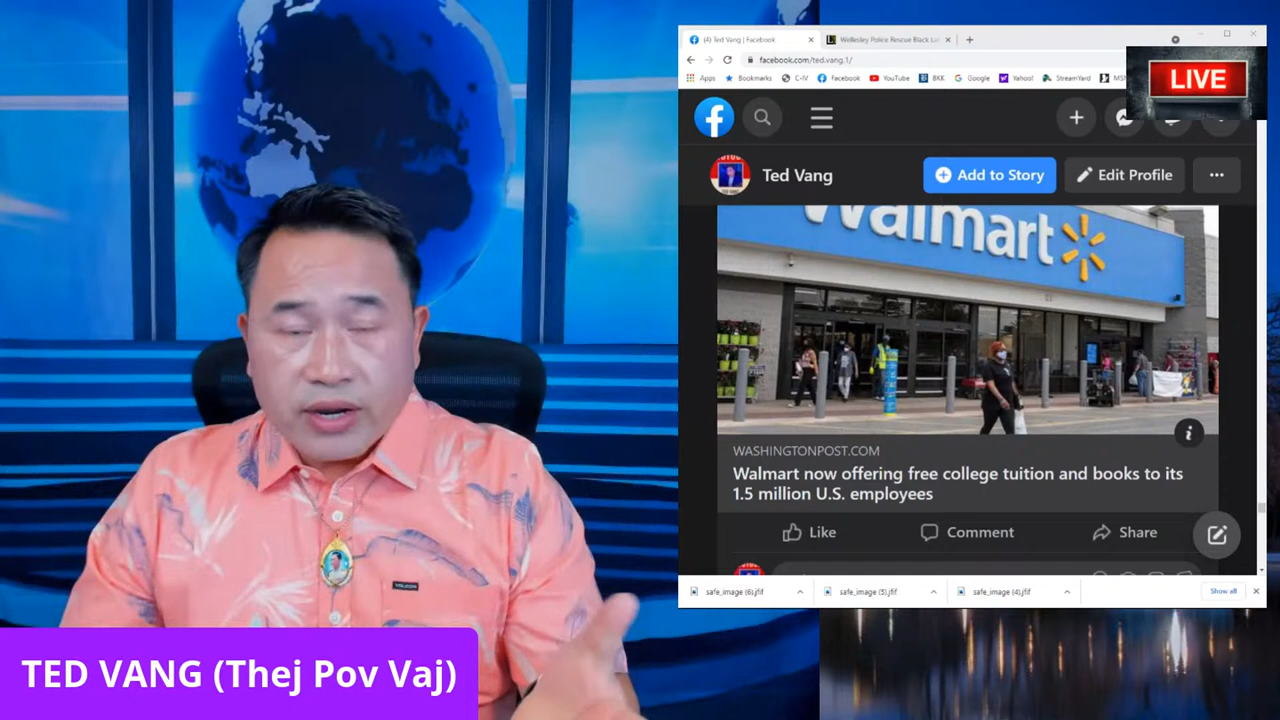 (4) Ted Vang | Facebook
Wellesley Police Rescue Black La
facebook.com/ted.vang.1/
Apps Bookmarks C-IV Facebook YouTube BKK Google Yahoo! StreamYard MSN
LIVE
Ted Vang
Add to Story
Edit Profile
Walmart
WASHINGTONPOST.COM
Walmart now offering free college tuition and books to its
1.5 million U.S. employees
Like Comment Share
safe_image (6).jfif safe_image (5).jfif safe_image (4).jfif Show all
VOLCOM
TED VANG (Thej Pov Vaj)